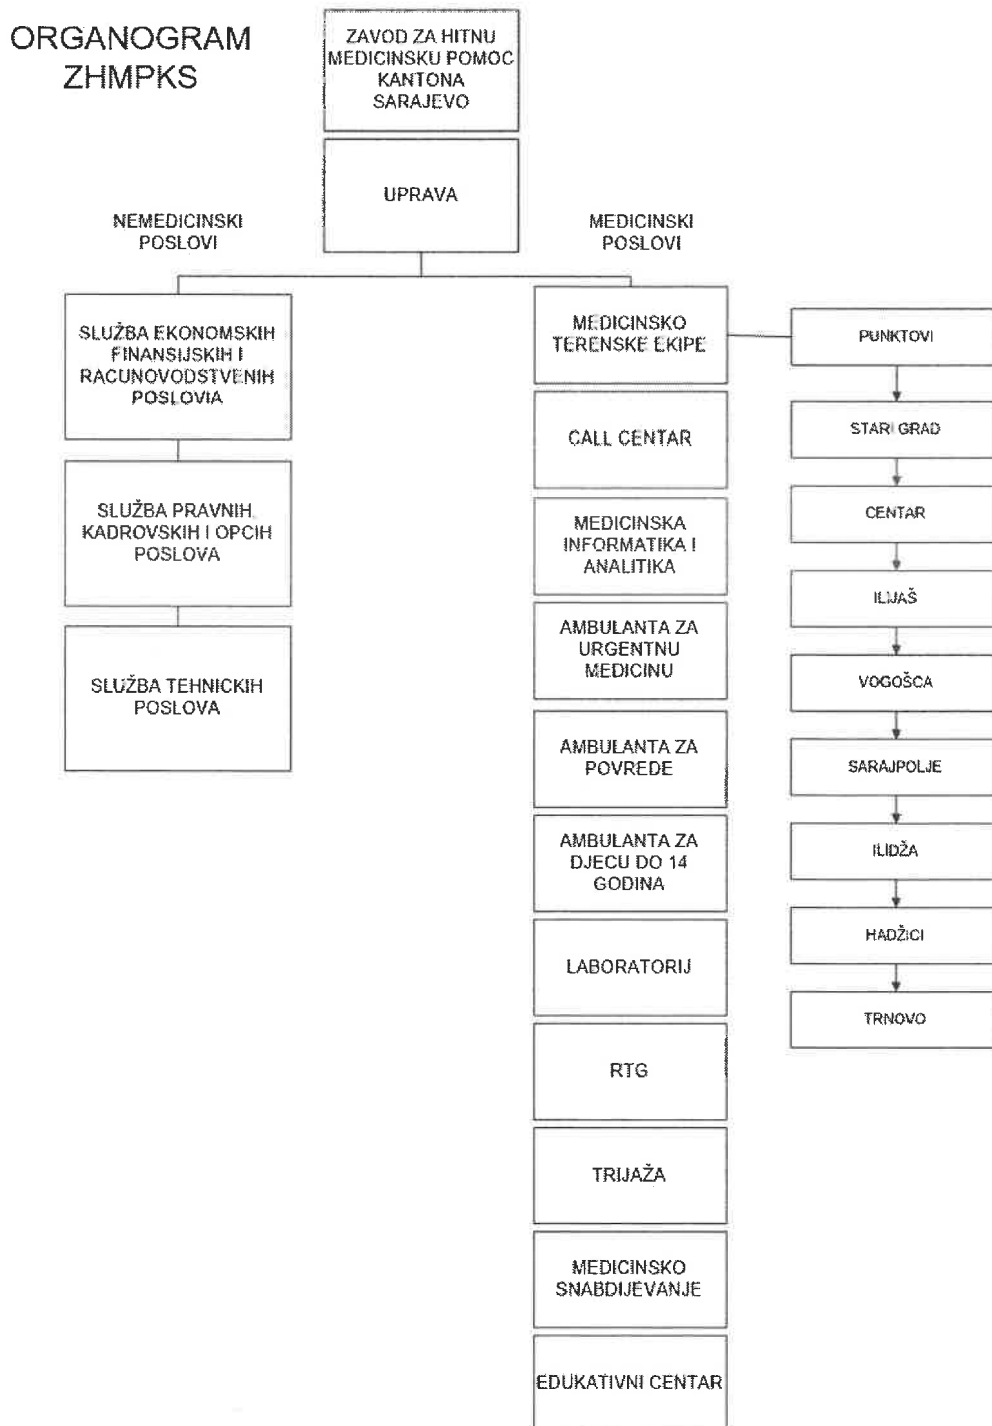 ORGANOGRAM
ZHMPKS
ZAVOD ZA HITNU
MEDICINSKU POMOC
KANTONA
SARAJEVO
UPRAVA
NEMEDICINSKI
POSLOVI
MEDICINSKI
POSLOVI
SLUŽBA EKONOMSKIH
FINANSIJSKIH I
RACUNOVODSTVENIH
POSLOVIA
SLUŽBA PRAVNIH,
KADROVSKIH I OPCIH
POSLOVA
SLUŽBA TEHNICKIH
POSLOVA
MEDICINSKO
TERENSKE EKIPE
CALL CENTAR
MEDICINSKA
INFORMATIKA I
ANALITIKA
AMBULANTA ZA
URGENTNU
MEDICINU
AMBULANTA ZA
POVREDE
AMBULANTA ZA
DJECU DO 14
GODINA
LABORATORIJ
RTG
TRIJAŽA
MEDICINSKO
SNABDIJEVANJE
EDUKATIVNI CENTAR
PUNKTOVI
STARI GRAD
CENTAR
ILIJAŠ
VOGOŠCA
SARAJPOLJE
ILIDŽA
HADŽICI
TRNOVO